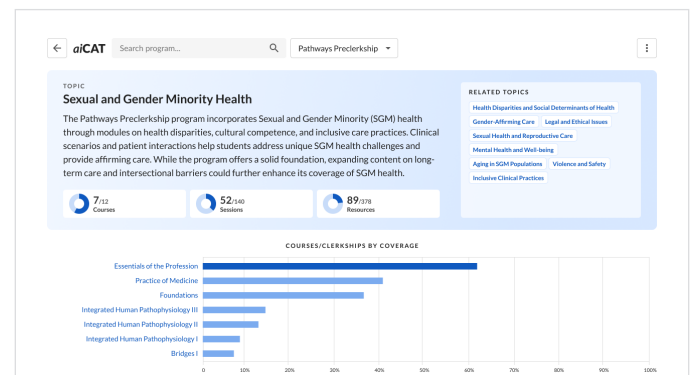 aiCAT
Search program...
Pathways Preclerkship
TOPIC
Sexual and Gender Minority Health
The Pathways Preclerkship program incorporates Sexual and Gender Minority (SGM) health
through modules on health disparities, cultural competence, and inclusive care practices. Clinical
scenarios and patient interactions help students address unique SGM health challenges and
provide affirming care. While the program offers a solid foundation, expanding content on long-
term care and intersectional barriers could further enhance its coverage of SGM health.
7/12
Courses
52/140
Sessions
89/378
Resources
RELATED TOPICS
Health Disparities and Social Determinants of Health
Gender-Affirming Care
Legal and Ethical Issues
Sexual Health and Reproductive Care
Mental Health and Well-being
Aging in SGM Populations
Violence and Safety
Inclusive Clinical Practices
COURSES/CLERKSHIPS BY COVERAGE
Essentials of the Profession
Practice of Medicine
Foundations
Integrated Human Pathophysiology III
Integrated Human Pathophysiology II
Integrated Human Pathophysiology I
Bridges I
0 10% 20% 30% 40% 50% 60% 70% 80% 90% 100%